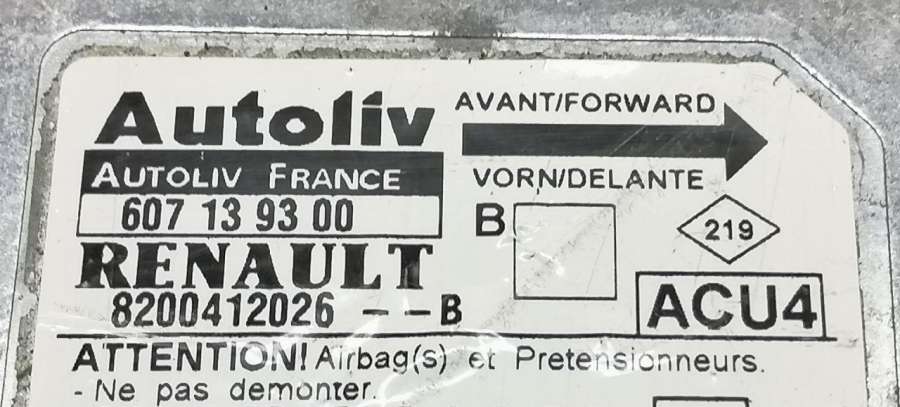 Autoliv
AUTOLIV FRANCE
607 13 93 00
RENAULT
8200412026 - - B
AVANT/FORWARD
VORN/DELANTE
B
219
ACU4
ATTENTION! Airbag(s) et Pretensionneurs.
- Ne pas demonter.